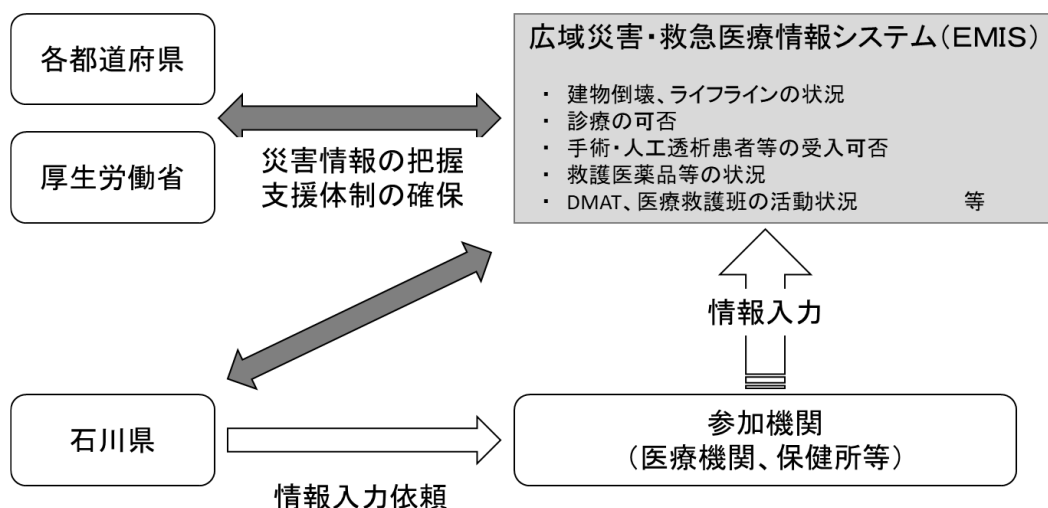 各都道府県
厚生労働省
災害情報の把握
支援体制の確保
広域災害・救急医療情報システム(EMIS)
・ 建物倒壊、ライフラインの状況
・ 診療の可否
・ 手術・人工透析患者等の受入可否
・ 救護医薬品等の状況
・ DMAT、医療救護班の活動状況 等
情報入力
石川県
情報入力依頼
参加機関
(医療機関、保健所等)